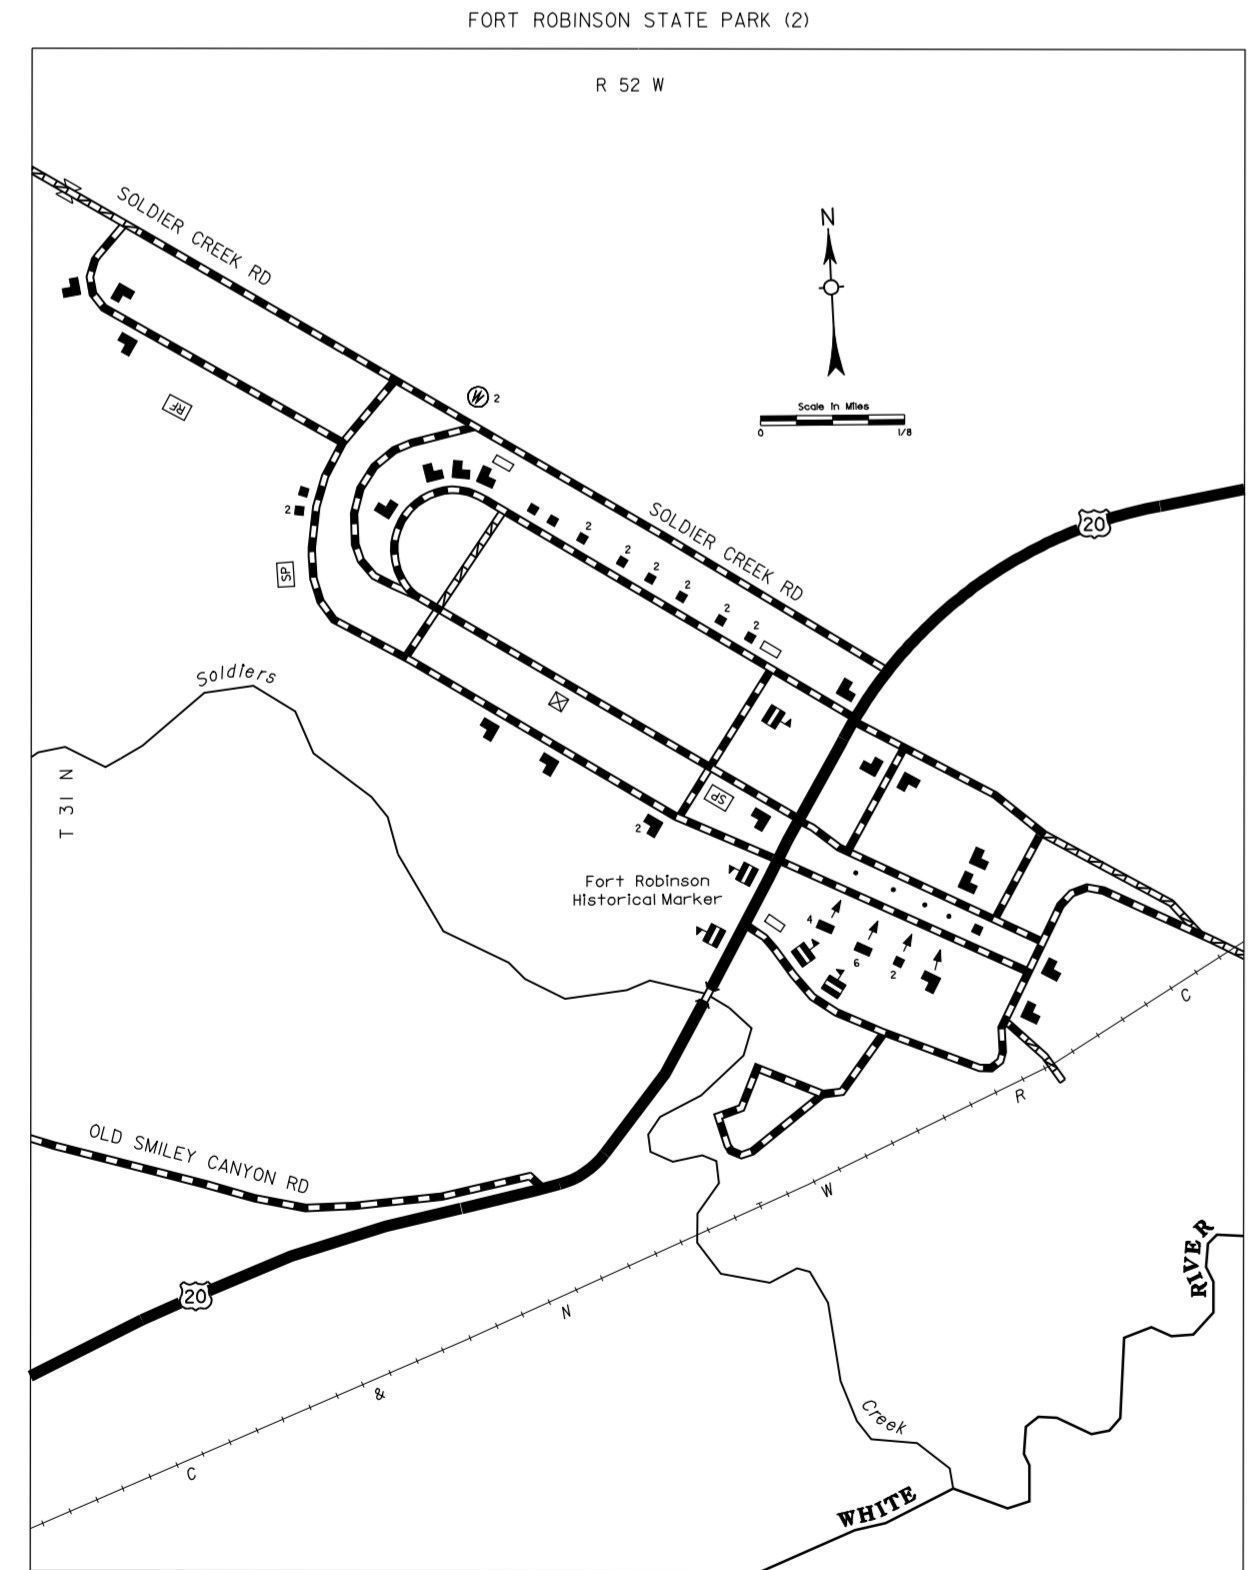 FORT ROBINSON STATE PARK (2)
R 52 W
SOLDIER CREEK RD
N
Scale in Miles
0 1/8
RF
W 2
2
SP
SOLDIER CREEK RD
20
2
2
2
2
2
2
Soldiers
T 31 N
SP
2
Fort Robinson
Historical Marker
4
6
2
OLD SMILEY CANYON RD
20
C & N W T R C
Creek
WHITE RIVER